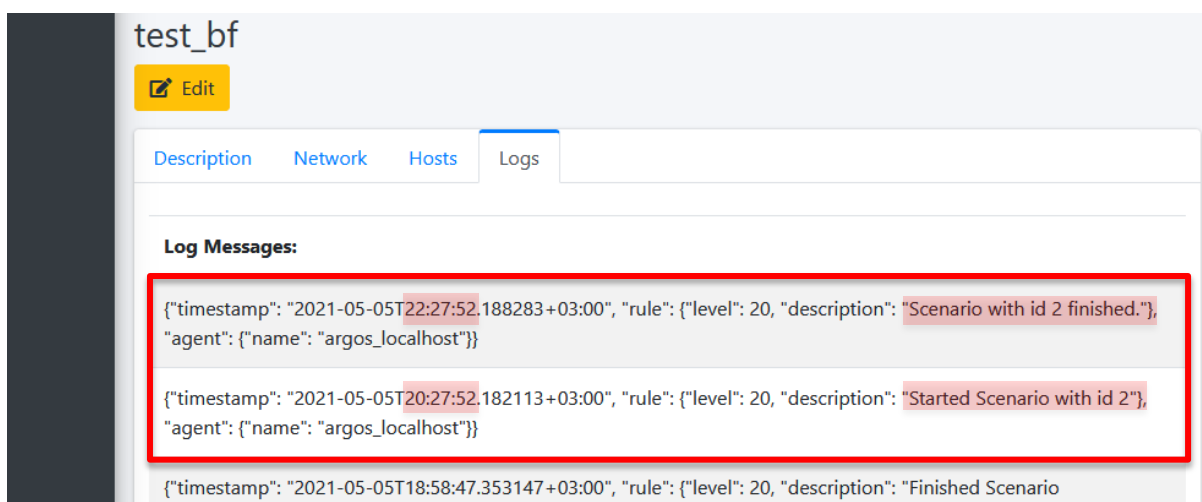 test_bf
Edit
Description Network Hosts Logs
Log Messages:
{"timestamp": "2021-05-05T22:27:52.188283+03:00", "rule": {"level": 20, "description": "Scenario with id 2 finished."},
"agent": {"name": "argos_localhost"}}
{"timestamp": "2021-05-05T20:27:52.182113+03:00", "rule": {"level": 20, "description": "Started Scenario with id 2"},
"agent": {"name": "argos_localhost"}}
{"timestamp": "2021-05-05T18:58:47.353147+03:00", "rule": {"level": 20, "description": "Finished Scenario